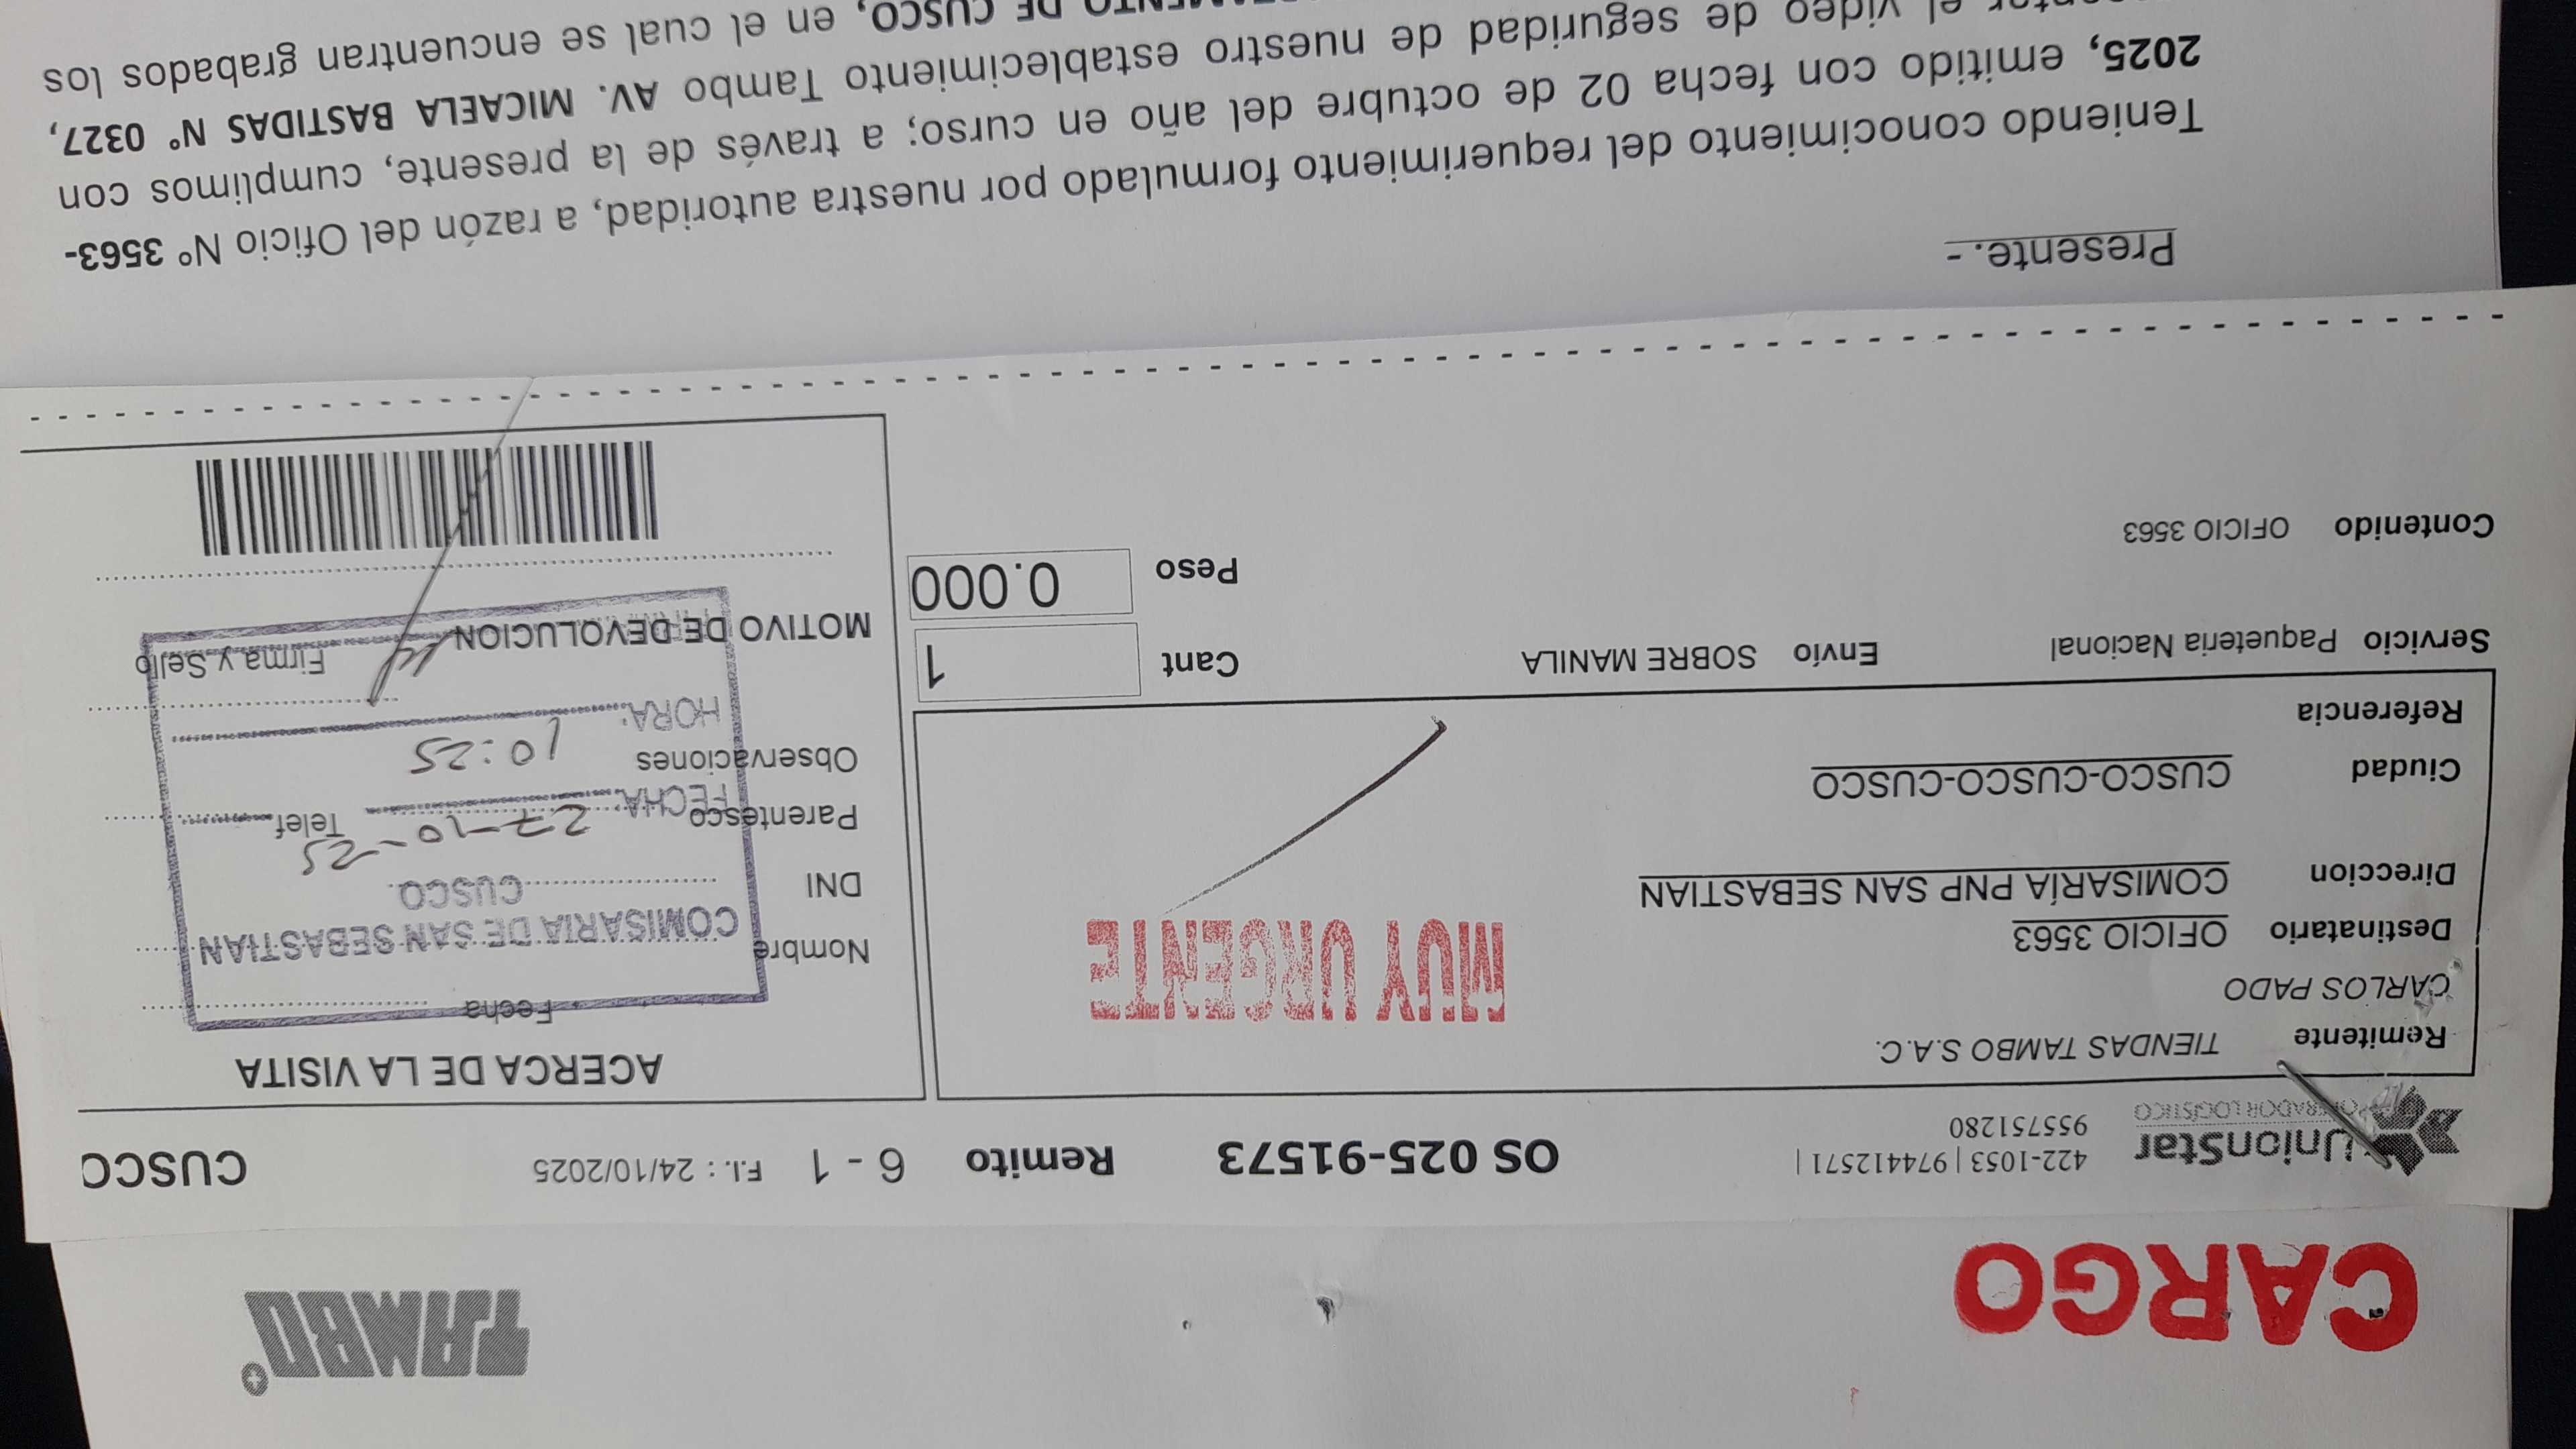 CARGO
TAMBO+
UnionStar
OPERADOR LOGÍSTICO
422-1053 | 974412571 |
955751280
OS 025-91573
Remito 6 - 1 F.I. : 24/10/2025 CUSCO
Remitente TIENDAS TAMBO S.A.C.
CARLOS PADO
Destinatario OFICIO 3563
Direccion COMISARÍA PNP SAN SEBASTIAN
Ciudad CUSCO-CUSCO-CUSCO
Referencia
MUY URGENTE
Servicio Paqueteria Nacional Envío SOBRE MANILA Cant 1
Contenido OFICIO 3563 Peso 0.000
ACERCA DE LA VISITA
Fecha
Nombre
DNI
Parentesco Telef
Observaciones
Firma y Sello
MOTIVO DE DEVOLUCION
COMISARIA DE SAN SEBASTIAN
CUSCO
FECHA: 27-10-25
HORA: 10:25
Presente. -
Teniendo conocimiento del requerimiento formulado por nuestra autoridad, a razón del Oficio N° 3563-
2025, emitido con fecha 02 de octubre del año en curso; a través de la presente, cumplimos con
el video de seguridad de nuestro establecimiento Tambo AV. MICAELA BASTIDAS N° 0327,
DE CUSCO, en el cual se encuentran grabados los